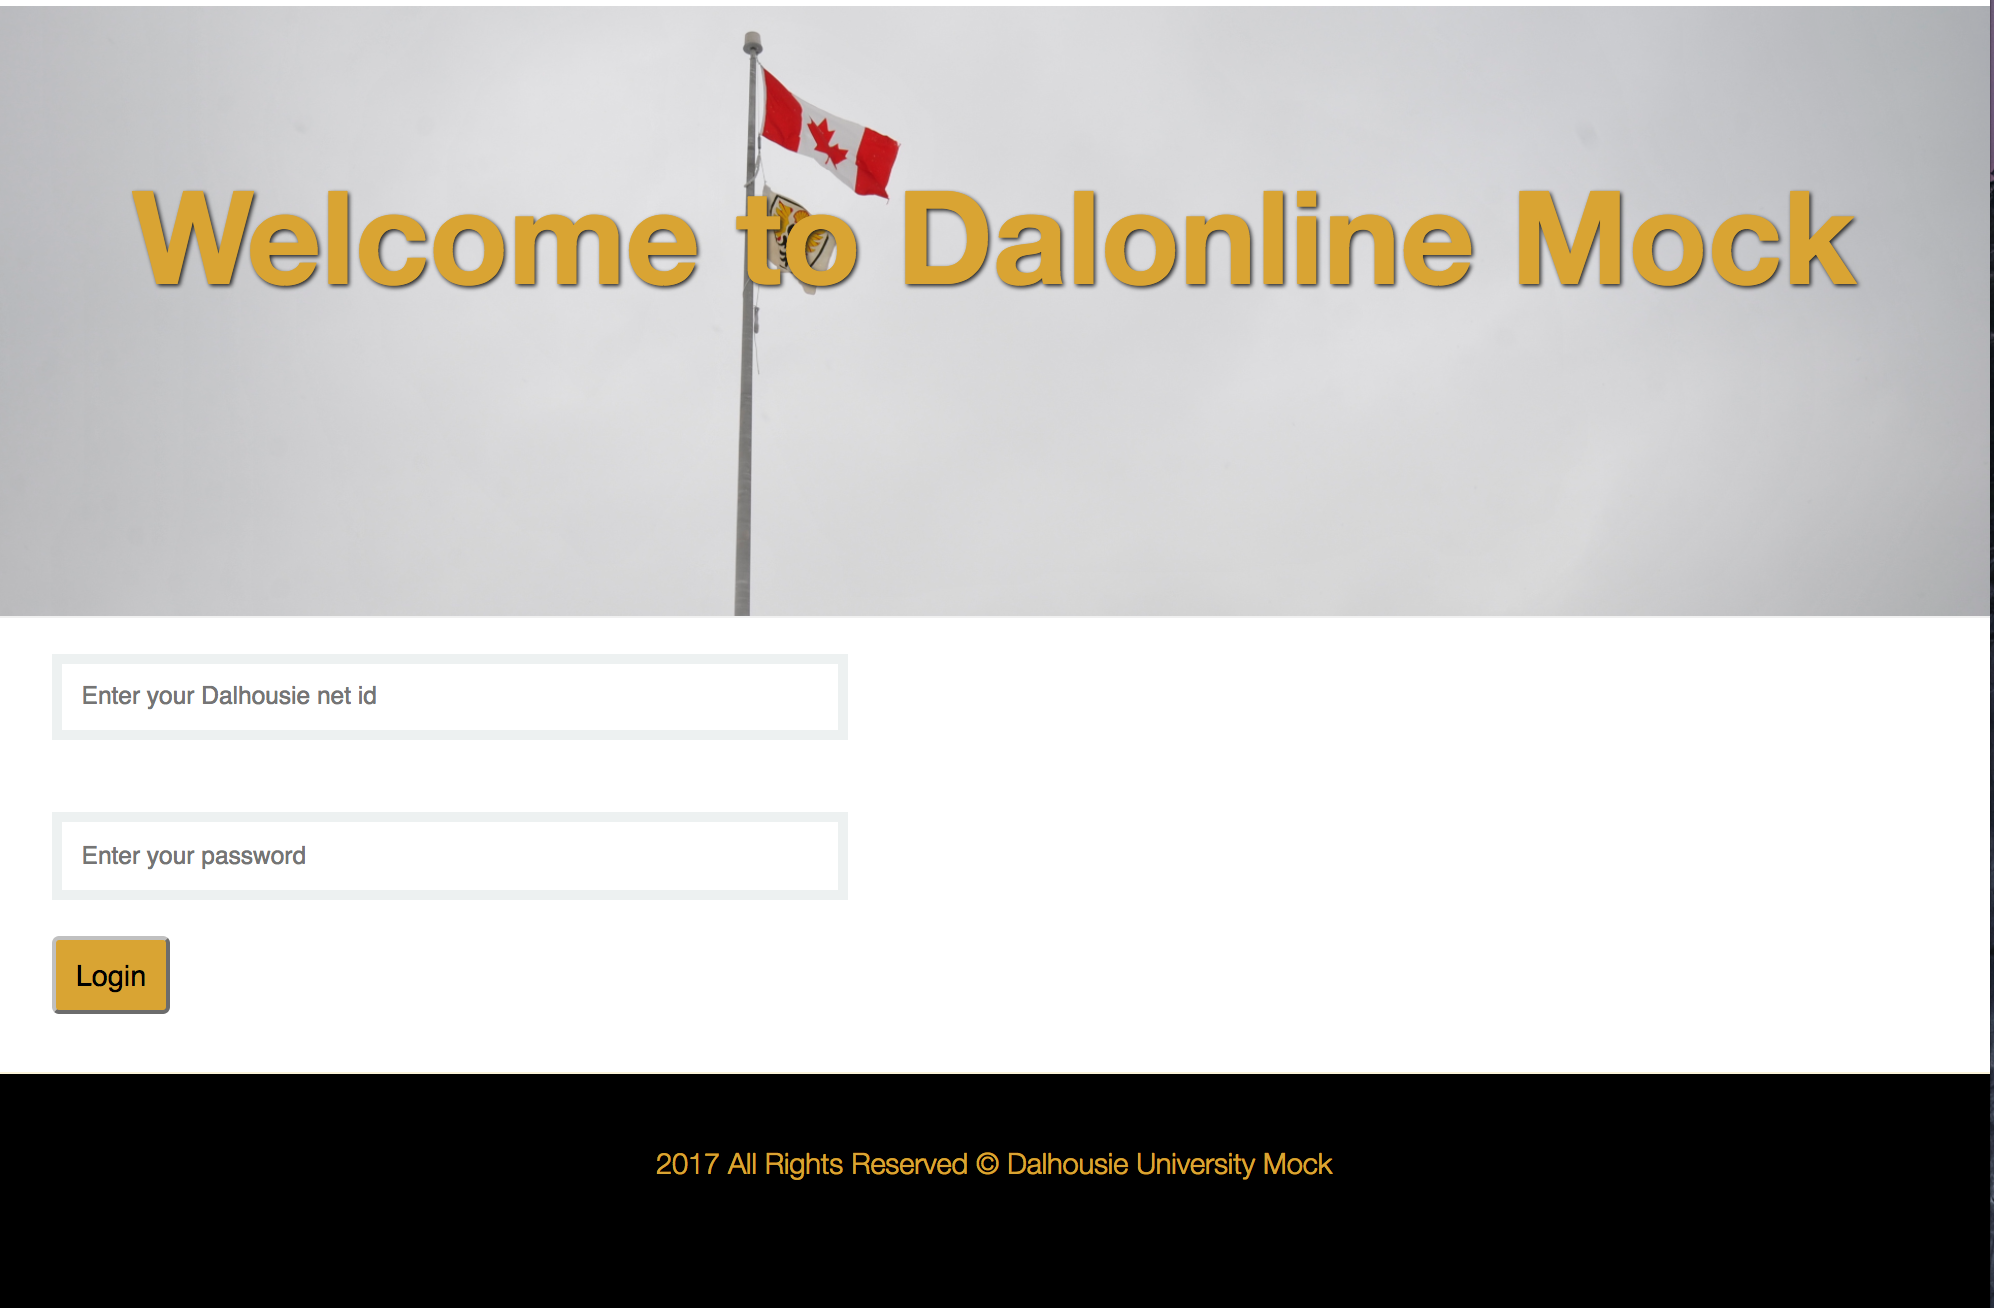 Welcome to Dalonline Mock
Enter your Dalhousie net id
Enter your password
Login
2017 All Rights Reserved © Dalhousie University Mock